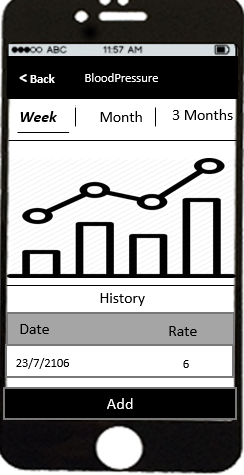 ABC 11:57 AM
< Back BloodPressure
Week Month 3 Months
History
Date Rate
23/7/2106 6
Add